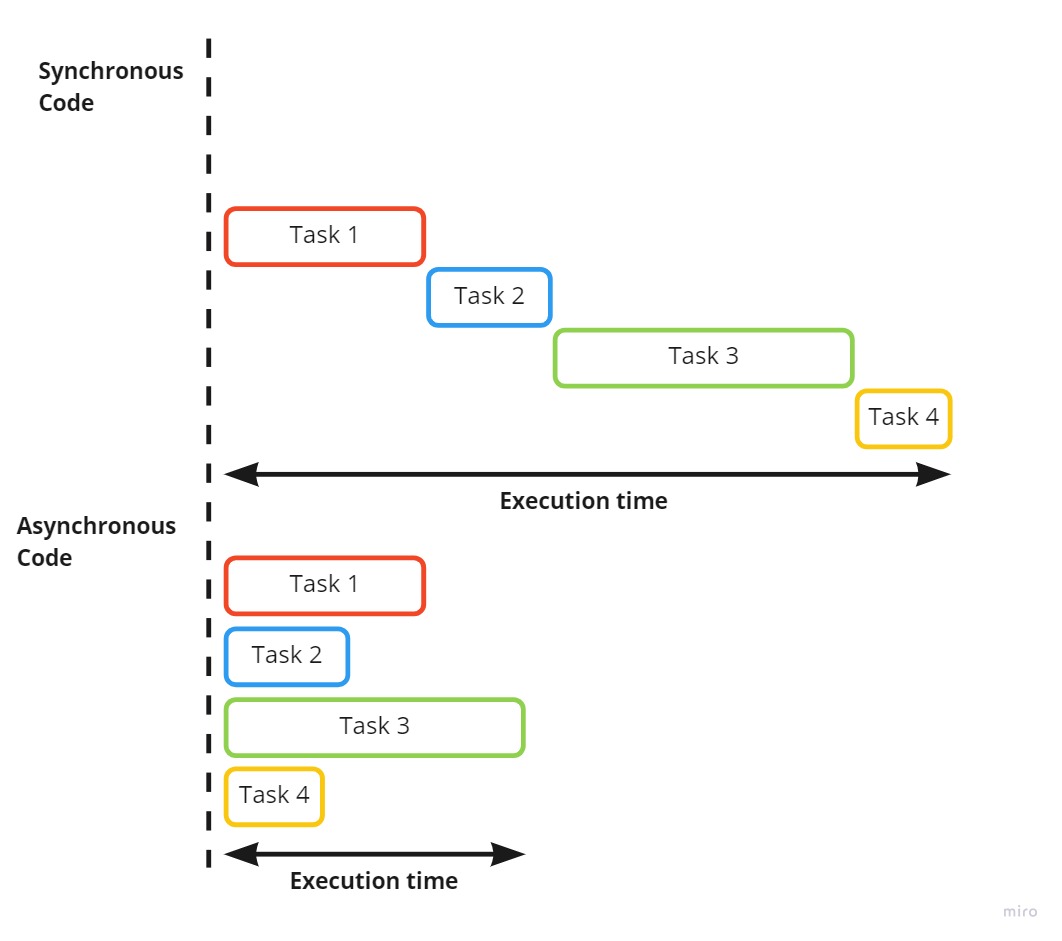 Synchronous
Code
Task 1
Task 2
Task 3
Task 4
Execution time
Asynchronous
Code
Task 1
Task 2
Task 3
Task 4
Execution time
miro